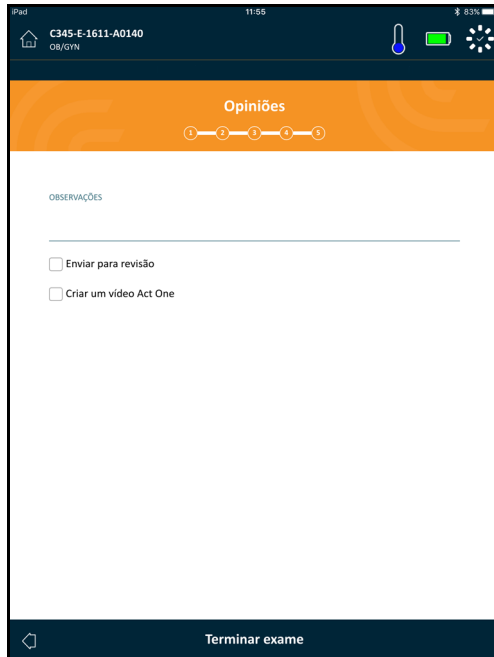 iPad 11:55 83%
C345-E-1611-A0140
OB/GYN
Opiniões
1 2 3 4 5
OBSERVAÇÕES
Enviar para revisão
Criar um vídeo Act One
Terminar exame